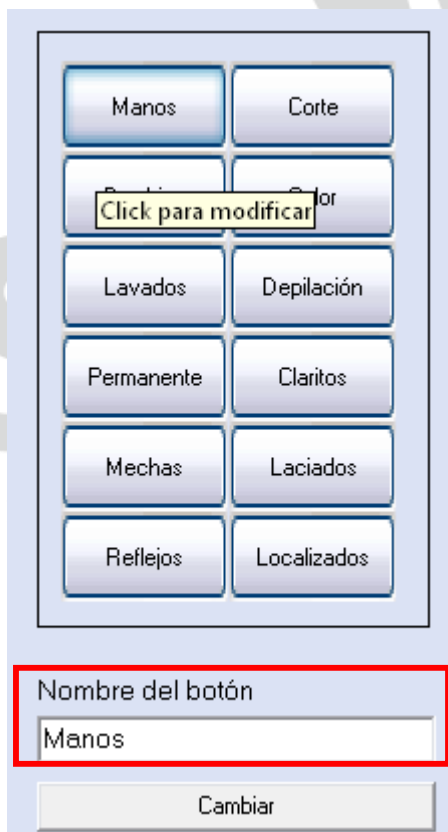 Manos Corte
Click para modificar
Lavados Depilación
Permanente Claritos
Mechas Laciados
Reflejos Localizados
Nombre del botón
Manos
Cambiar